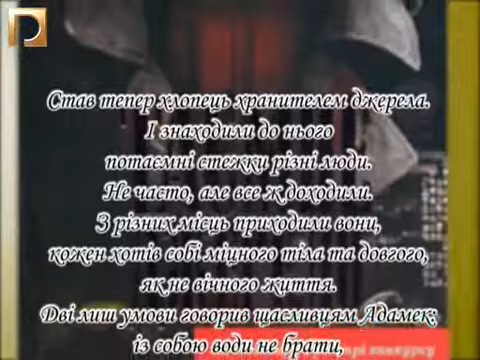 Став тепер хлопець хранителем джерела.
І знаходили до нього
потаємні стежки різні люди.
Не часто, але все ж доходили.
З різних місць приходили вони,
кожен хотів собі міцного тіла та довгого,
як не вічного життя.
Дві лиш умови говорив щасливцям Адамек:
із собою води не брати,